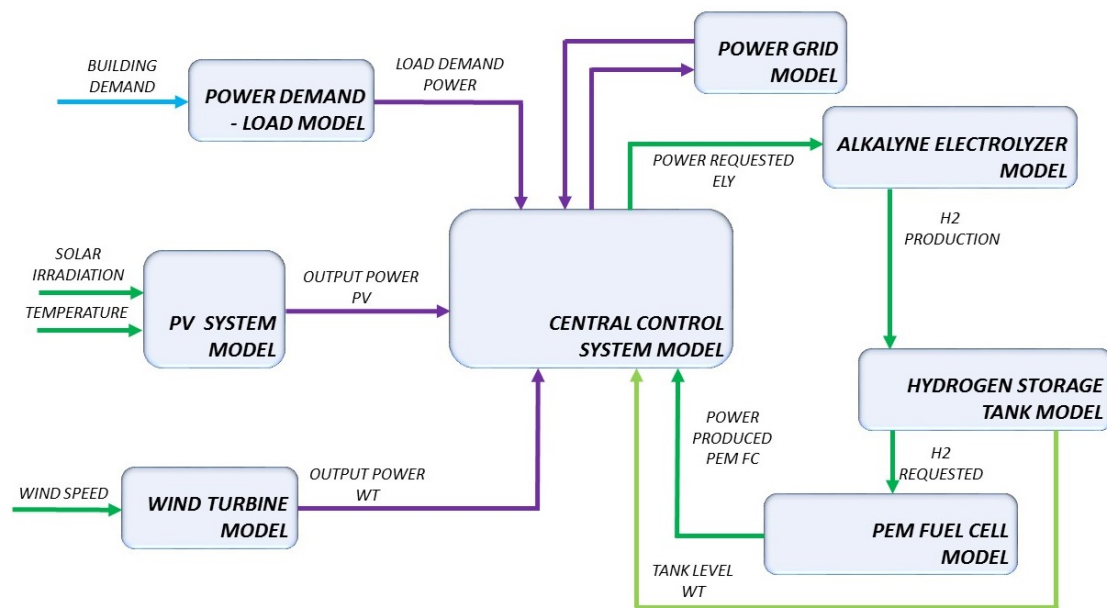 BUILDING
DEMAND
POWER DEMAND
- LOAD MODEL
LOAD DEMAND
POWER
POWER GRID
MODEL
POWER REQUESTED
ELY
ALKALYNE ELECTROLYZER
MODEL
H2
PRODUCTION
SOLAR
IRRADIATION
TEMPERATURE
PV SYSTEM
MODEL
OUTPUT POWER
PV
CENTRAL CONTROL
SYSTEM MODEL
HYDROGEN STORAGE
TANK MODEL
WIND SPEED
WIND TURBINE
MODEL
OUTPUT POWER
WT
POWER
PRODUCED
PEM FC
H2
REQUESTED
PEM FUEL CELL
MODEL
TANK LEVEL
WT